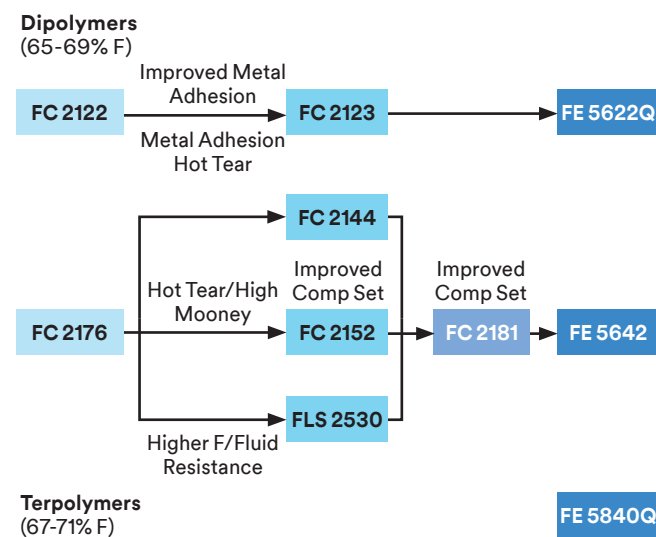 Dipolymers
(65-69% F)
Improved Metal
Adhesion
FC 2122
FC 2123
FE 5622Q
Metal Adhesion
Hot Tear
FC 2144
Hot Tear/High
Mooney
Improved
Comp Set
Improved
Comp Set
FC 2176
FC 2152
FC 2181
FE 5642
FLS 2530
Higher F/Fluid
Resistance
Terpolymers
(67-71% F)
FE 5840Q